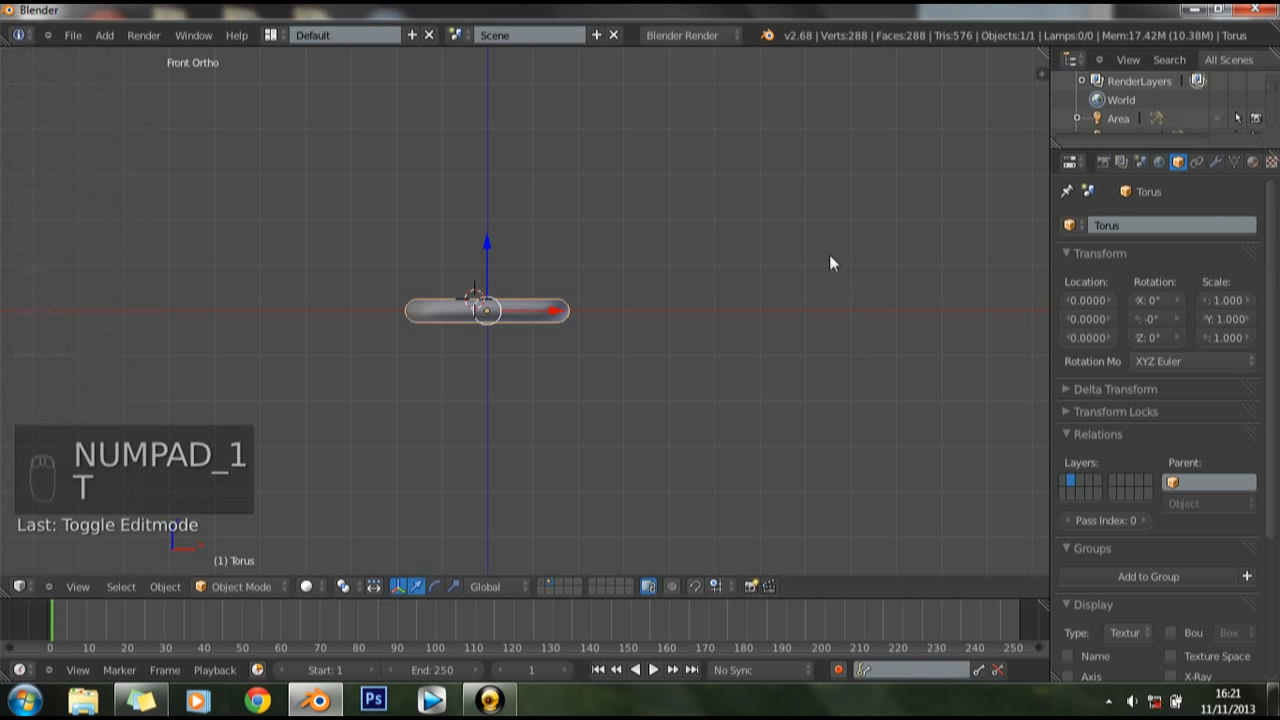 Blender
File Add Render Window Help Default Scene Blender Render v2.68 | Verts:288 | Faces:288 | Tris:576 | Objects:1/1 | Lamps:0/0 | Mem:17.42M (10.38M) | Torus
Front Ortho
View Search All Scenes
RenderLayers
World
Area
Torus
Torus
Transform
Location: Rotation: Scale:
0.0000 X: 0° : 1.000
0.0000 : -0° Y: 1.000
0.0000 Z: 0° : 1.000
Rotation Mo XYZ Euler
Delta Transform
Transform Locks
Relations
Layers: Parent:
Object
Pass Index: 0
Groups
Add to Group
Display
Type: Textur Bou Box
Name Texture Space
Axis X-Ray
NUMPAD_1
T
Last: Toggle Editmode
(1) Torus
View Select Object Object Mode Global
0 10 20 30 40 50 60 70 80 90 100 110 120 130 140 150 160 170 180 190 200 210 220 230 240 250
View Marker Frame Playback Start: 1 End: 250 1 No Sync
Ps
16:21
11/11/2013